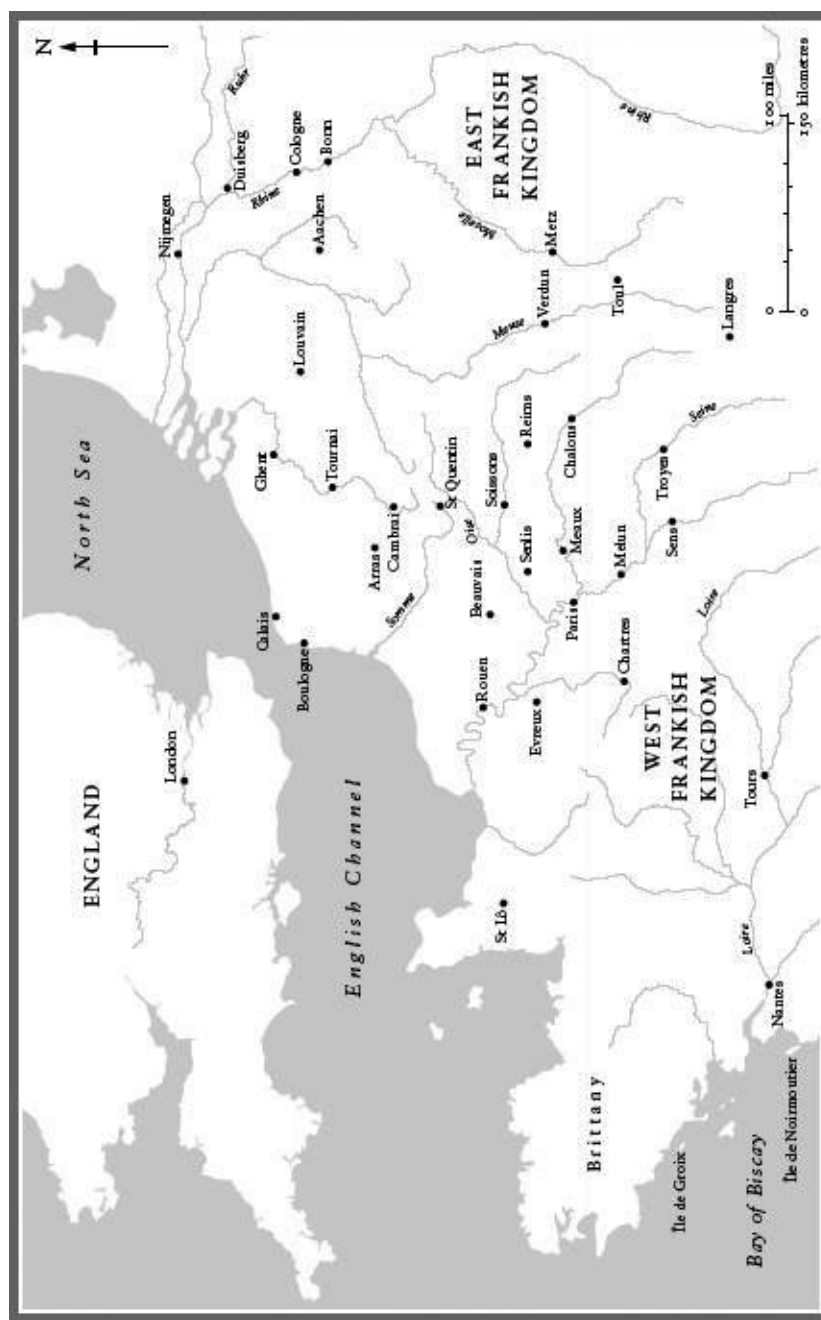 N
ENGLAND
London
North Sea
English Channel
Calais
Boulogne
Ghent
Tournai
Arras
Cambrai
Louvain
Nijmegen
Duisberg
Ruhr
Rhine
Cologne
Bonn
Aachen
EAST
FRANKISH
KINGDOM
Rhine
Moselle
Metz
Verdun
Meuse
Toul
Langres
Somme
St Quentin
Oise
Beauvais
Soissons
Senlis
Reims
Rouen
Evreux
Paris
Meaux
Chalons
Melun
Troyes
Seine
Sens
Chartres
WEST
FRANKISH
KINGDOM
Loire
Tours
Loire
Nantes
St Lô
Brittany
Île de Groix
Bay of Biscay
Île de Noirmoutier
0 100 miles
0 150 kilometres